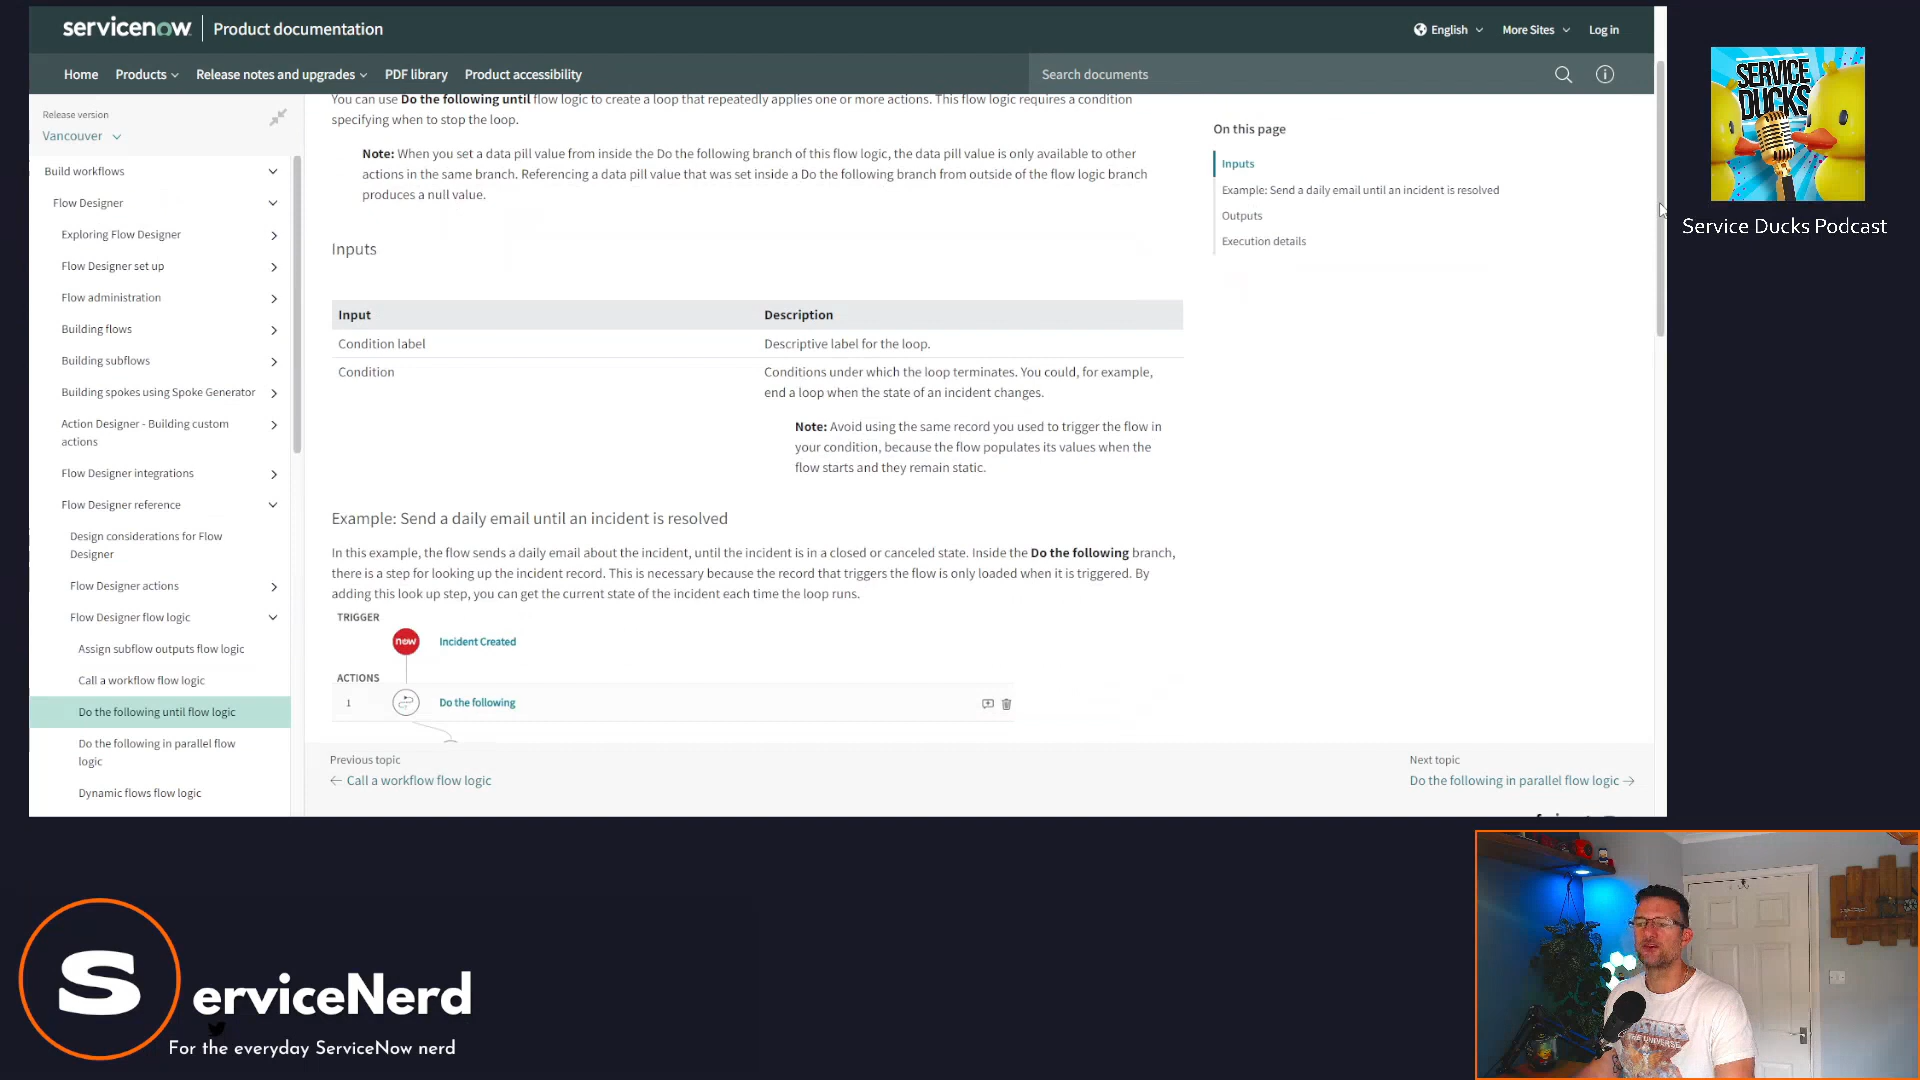 servicenow
Product documentation
English
More Sites
Log in
Home
Products
Release notes and upgrades
PDF library
Product accessibility
Search documents
Release version
Vancouver
Build workflows
Flow Designer
Exploring Flow Designer
Flow Designer set up
Flow administration
Building flows
Building subflows
Building spokes using Spoke Generator
Action Designer - Building custom
actions
Flow Designer integrations
Flow Designer reference
Design considerations for Flow
Designer
Flow Designer actions
Flow Designer flow logic
Assign subflow outputs flow logic
Call a workflow flow logic
Do the following until flow logic
Do the following in parallel flow
logic
Dynamic flows flow logic
You can use Do the following until flow logic to create a loop that repeatedly applies one or more actions. This flow logic requires a condition
specifying when to stop the loop.
Note: When you set a data pill value from inside the Do the following branch of this flow logic, the data pill value is only available to other
actions in the same branch. Referencing a data pill value that was set inside a Do the following branch from outside of the flow logic branch
produces a null value.
Inputs
Input
Description
Condition label
Descriptive label for the loop.
Condition
Conditions under which the loop terminates. You could, for example,
end a loop when the state of an incident changes.
Note: Avoid using the same record you used to trigger the flow in
your condition, because the flow populates its values when the
flow starts and they remain static.
Example: Send a daily email until an incident is resolved
In this example, the flow sends a daily email about the incident, until the incident is in a closed or canceled state. Inside the Do the following branch,
there is a step for looking up the incident record. This is necessary because the record that triggers the flow is only loaded when it is triggered. By
adding this look up step, you can get the current state of the incident each time the loop runs.
TRIGGER
now
Incident Created
ACTIONS
1
Do the following
Previous topic
← Call a workflow flow logic
Next topic
Do the following in parallel flow logic →
On this page
Inputs
Example: Send a daily email until an incident is resolved
Outputs
Execution details
SERVICE
DUCKS
Service Ducks Podcast
S
erviceNerd
For the everyday ServiceNow nerd
THE UNIVERSE